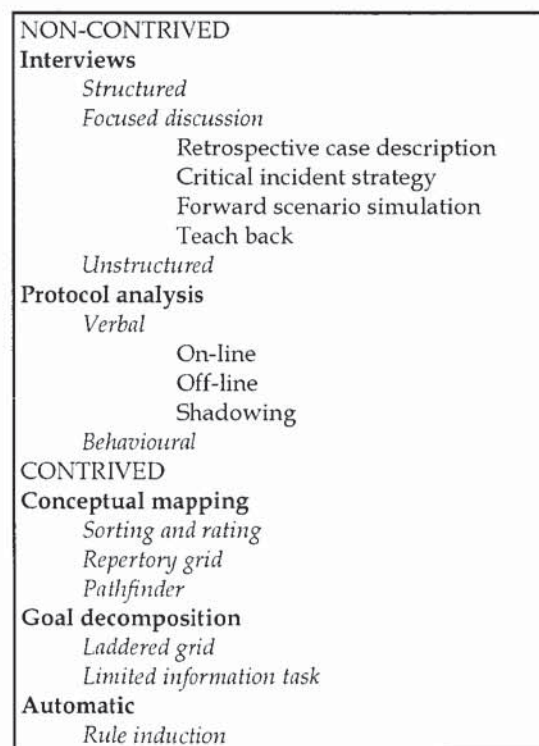 NON-CONTRIVED
Interviews
Structured
Focused discussion
Retrospective case description
Critical incident strategy
Forward scenario simulation
Teach back
Unstructured
Protocol analysis
Verbal
On-line
Off-line
Shadowing
Behavioural
CONTRIVED
Conceptual mapping
Sorting and rating
Repertory grid
Pathfinder
Goal decomposition
Laddered grid
Limited information task
Automatic
Rule induction